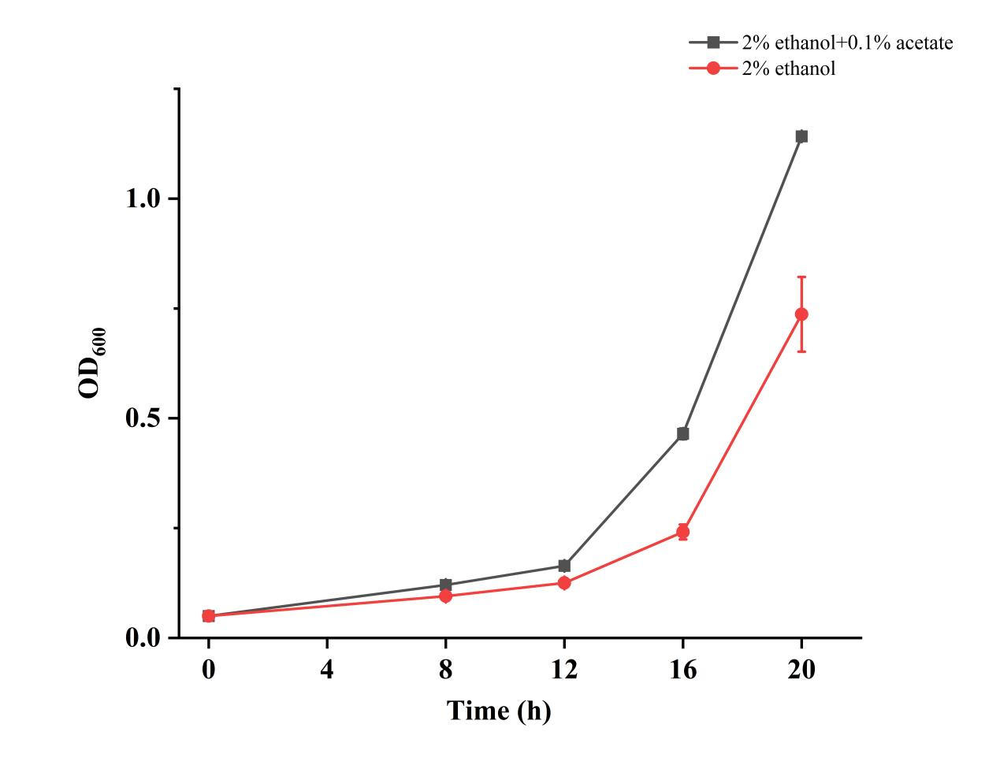 2% ethanol+0.1% acetate
2% ethanol
1.0
0.5
0.0
OD600
0 4 8 12 16 20
Time (h)